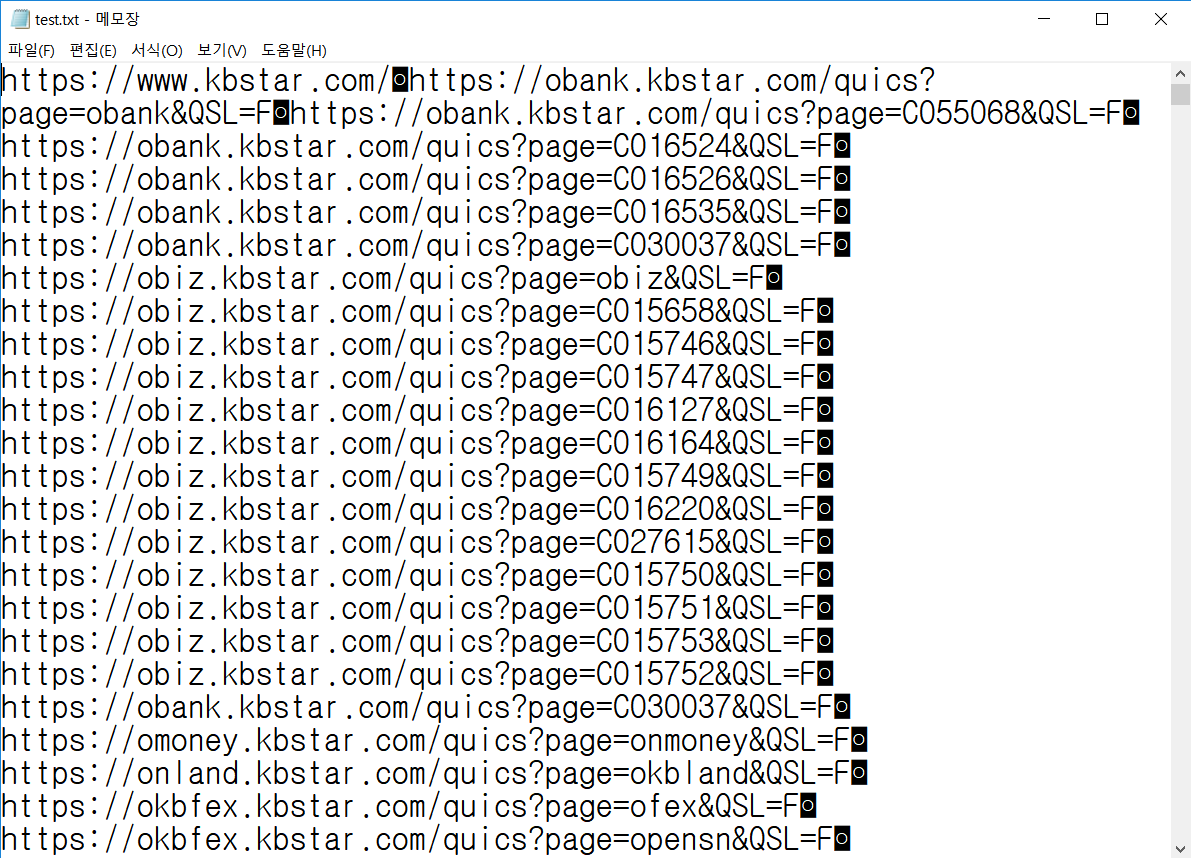 test.txt - 메모장
파일(F) 편집(E) 서식(O) 보기(V) 도움말(H)
https://www.kbstar.com/◙https://obank.kbstar.com/quics?
page=obank&QSL=F◙https://obank.kbstar.com/quics?page=C055068&QSL=F◙
https://obank.kbstar.com/quics?page=C016524&QSL=F◙
https://obank.kbstar.com/quics?page=C016526&QSL=F◙
https://obank.kbstar.com/quics?page=C016535&QSL=F◙
https://obank.kbstar.com/quics?page=C030037&QSL=F◙
https://obiz.kbstar.com/quics?page=obiz&QSL=F◙
https://obiz.kbstar.com/quics?page=C015658&QSL=F◙
https://obiz.kbstar.com/quics?page=C015746&QSL=F◙
https://obiz.kbstar.com/quics?page=C015747&QSL=F◙
https://obiz.kbstar.com/quics?page=C016127&QSL=F◙
https://obiz.kbstar.com/quics?page=C016164&QSL=F◙
https://obiz.kbstar.com/quics?page=C015749&QSL=F◙
https://obiz.kbstar.com/quics?page=C016220&QSL=F◙
https://obiz.kbstar.com/quics?page=C027615&QSL=F◙
https://obiz.kbstar.com/quics?page=C015750&QSL=F◙
https://obiz.kbstar.com/quics?page=C015751&QSL=F◙
https://obiz.kbstar.com/quics?page=C015753&QSL=F◙
https://obiz.kbstar.com/quics?page=C015752&QSL=F◙
https://obank.kbstar.com/quics?page=C030037&QSL=F◙
https://omoney.kbstar.com/quics?page=onmoney&QSL=F◙
https://onland.kbstar.com/quics?page=okbland&QSL=F◙
https://okbfex.kbstar.com/quics?page=ofex&QSL=F◙
https://okbfex.kbstar.com/quics?page=opensn&QSL=F◙